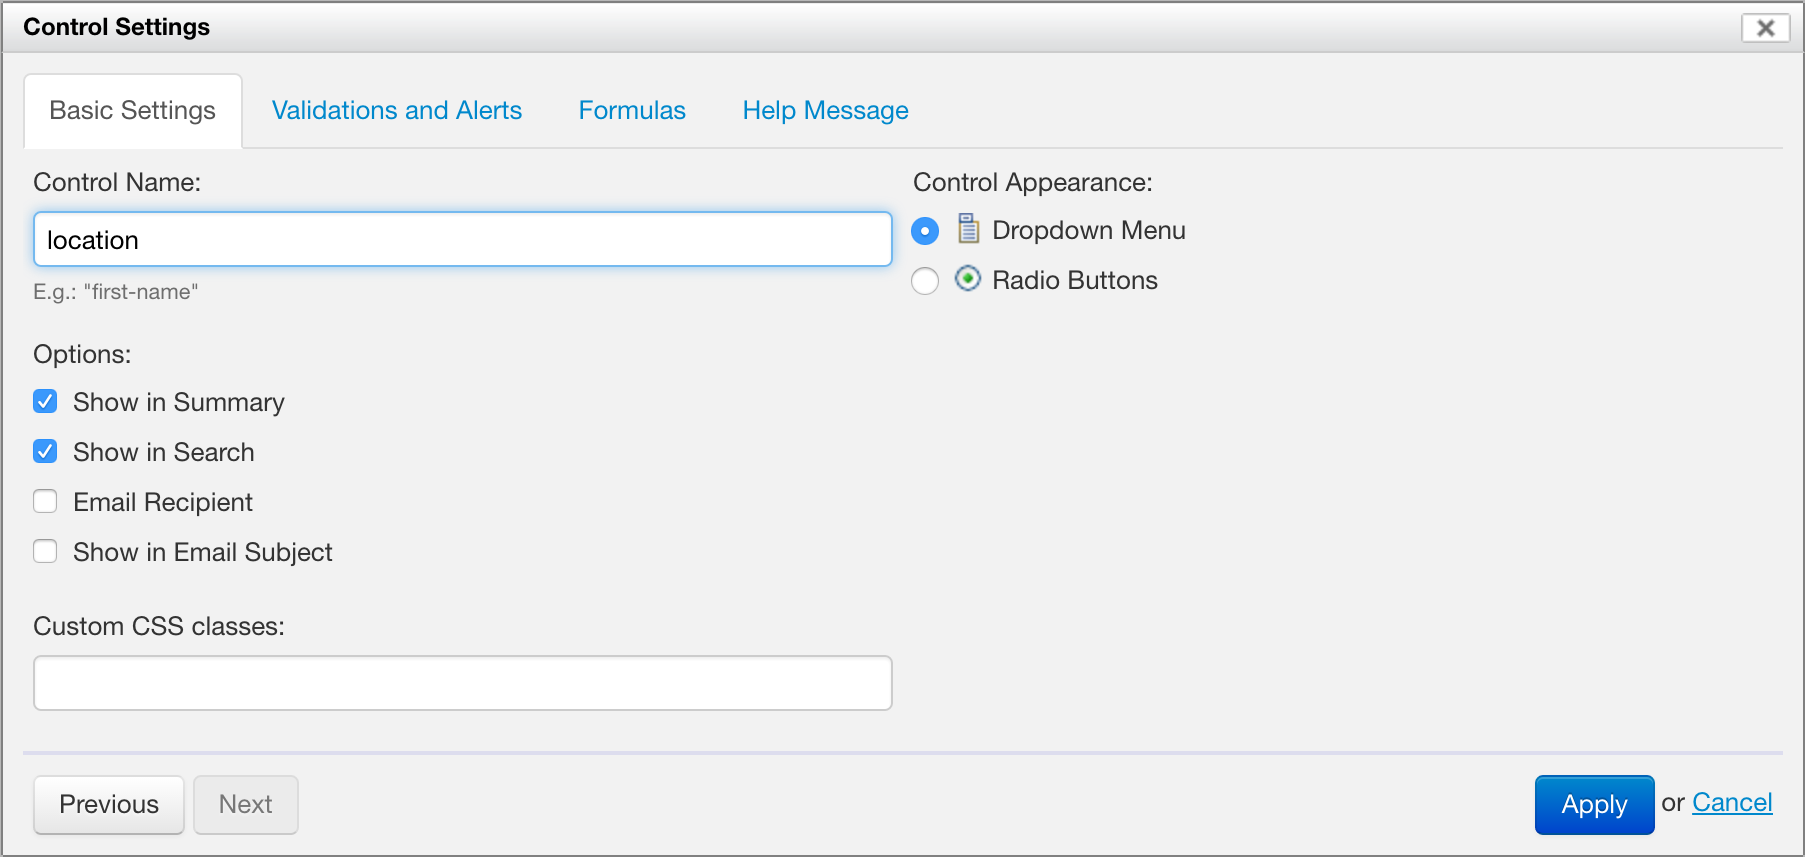 Control Settings
Basic Settings Validations and Alerts Formulas Help Message
Control Name:
location
E.g.: "first-name"
Control Appearance:
Dropdown Menu
Radio Buttons
Options:
Show in Summary
Show in Search
Email Recipient
Show in Email Subject
Custom CSS classes:
Previous Next Apply or Cancel